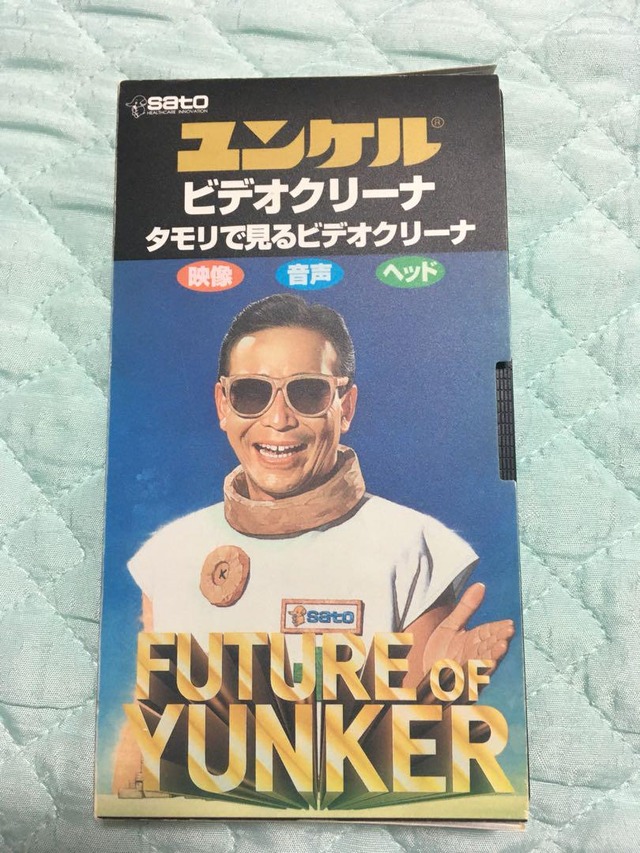 sato
HEALTHCARE INNOVATION
ユンケル®
ビデオクリーナ
タモリで見るビデオクリーナ
映像 音声 ヘッド
sato
FUTURE OF
YUNKER